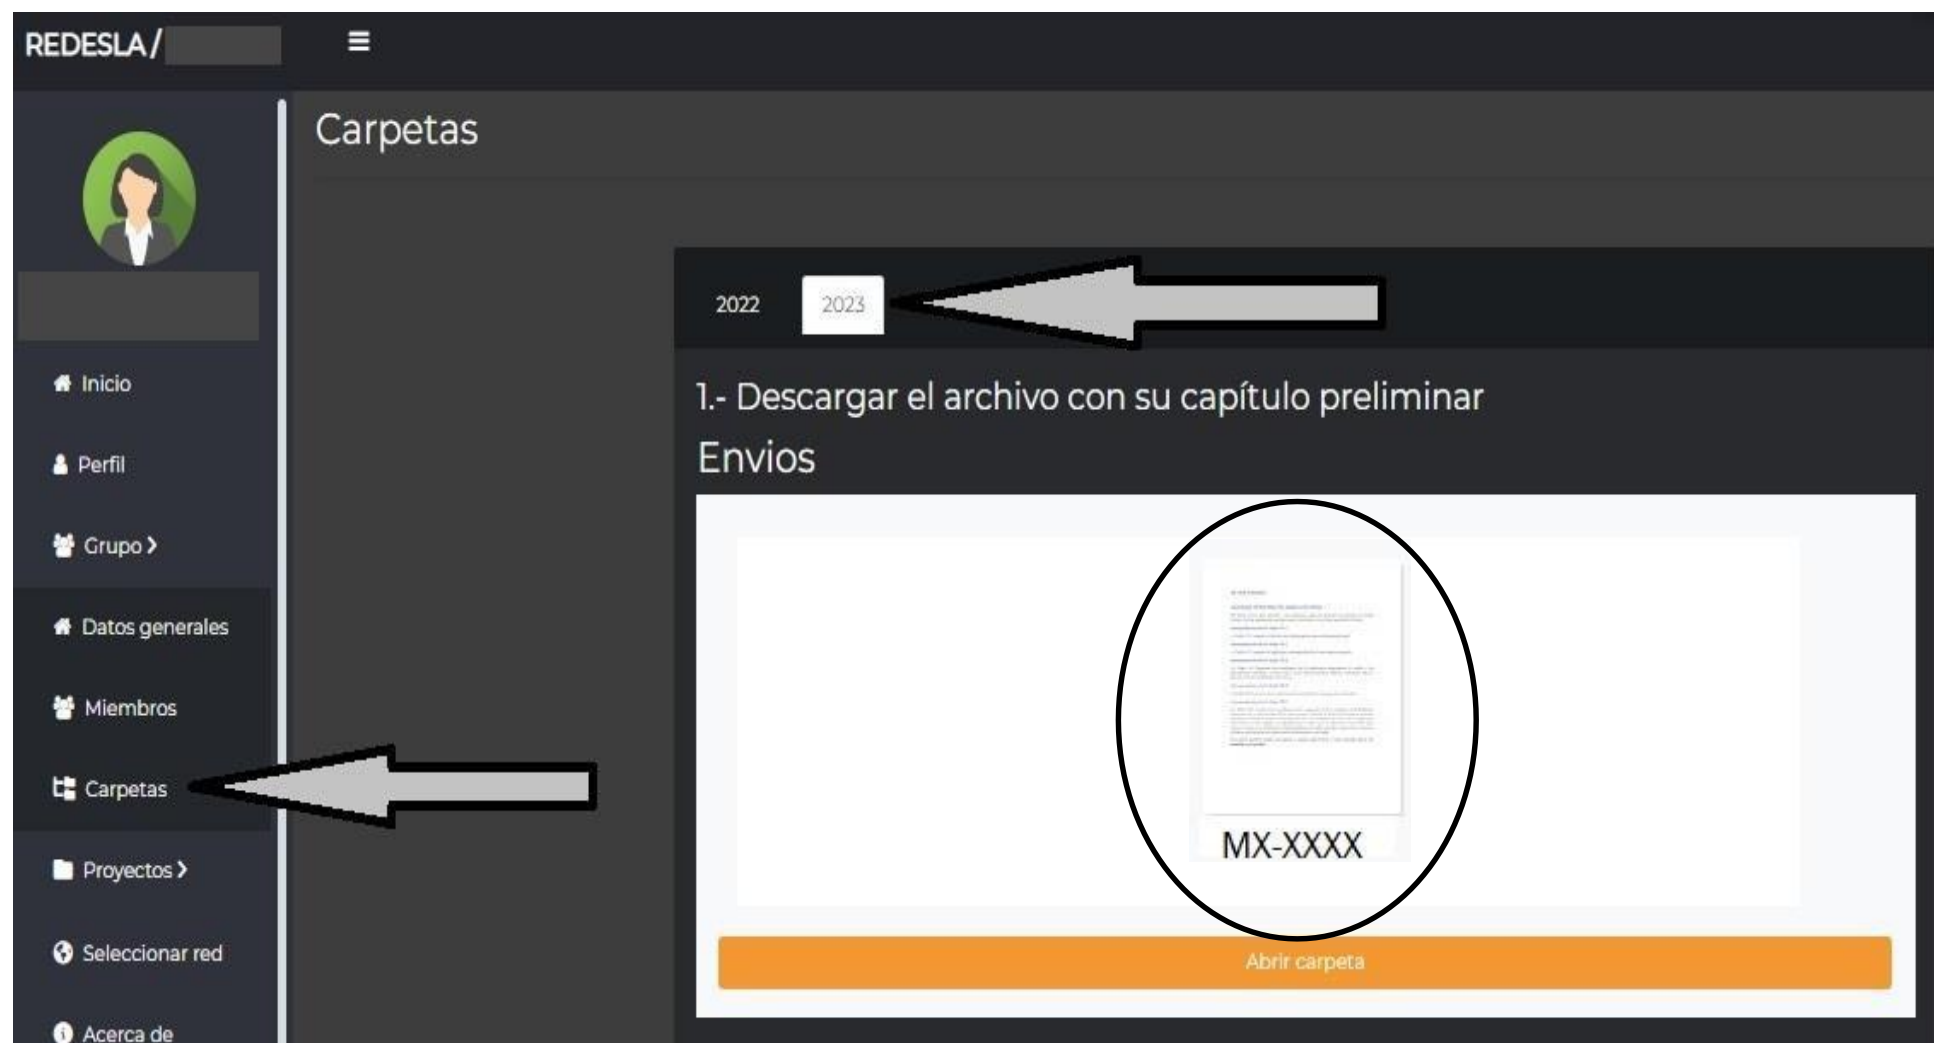 REDESLA /
Carpetas
2022
2023
Inicio
Perfil
Grupo
Datos generales
Miembros
Carpetas
Proyectos
Seleccionar red
Acerca de
1.- Descargar el archivo con su capítulo preliminar
Envios
MX-XXXX
Abrir carpeta